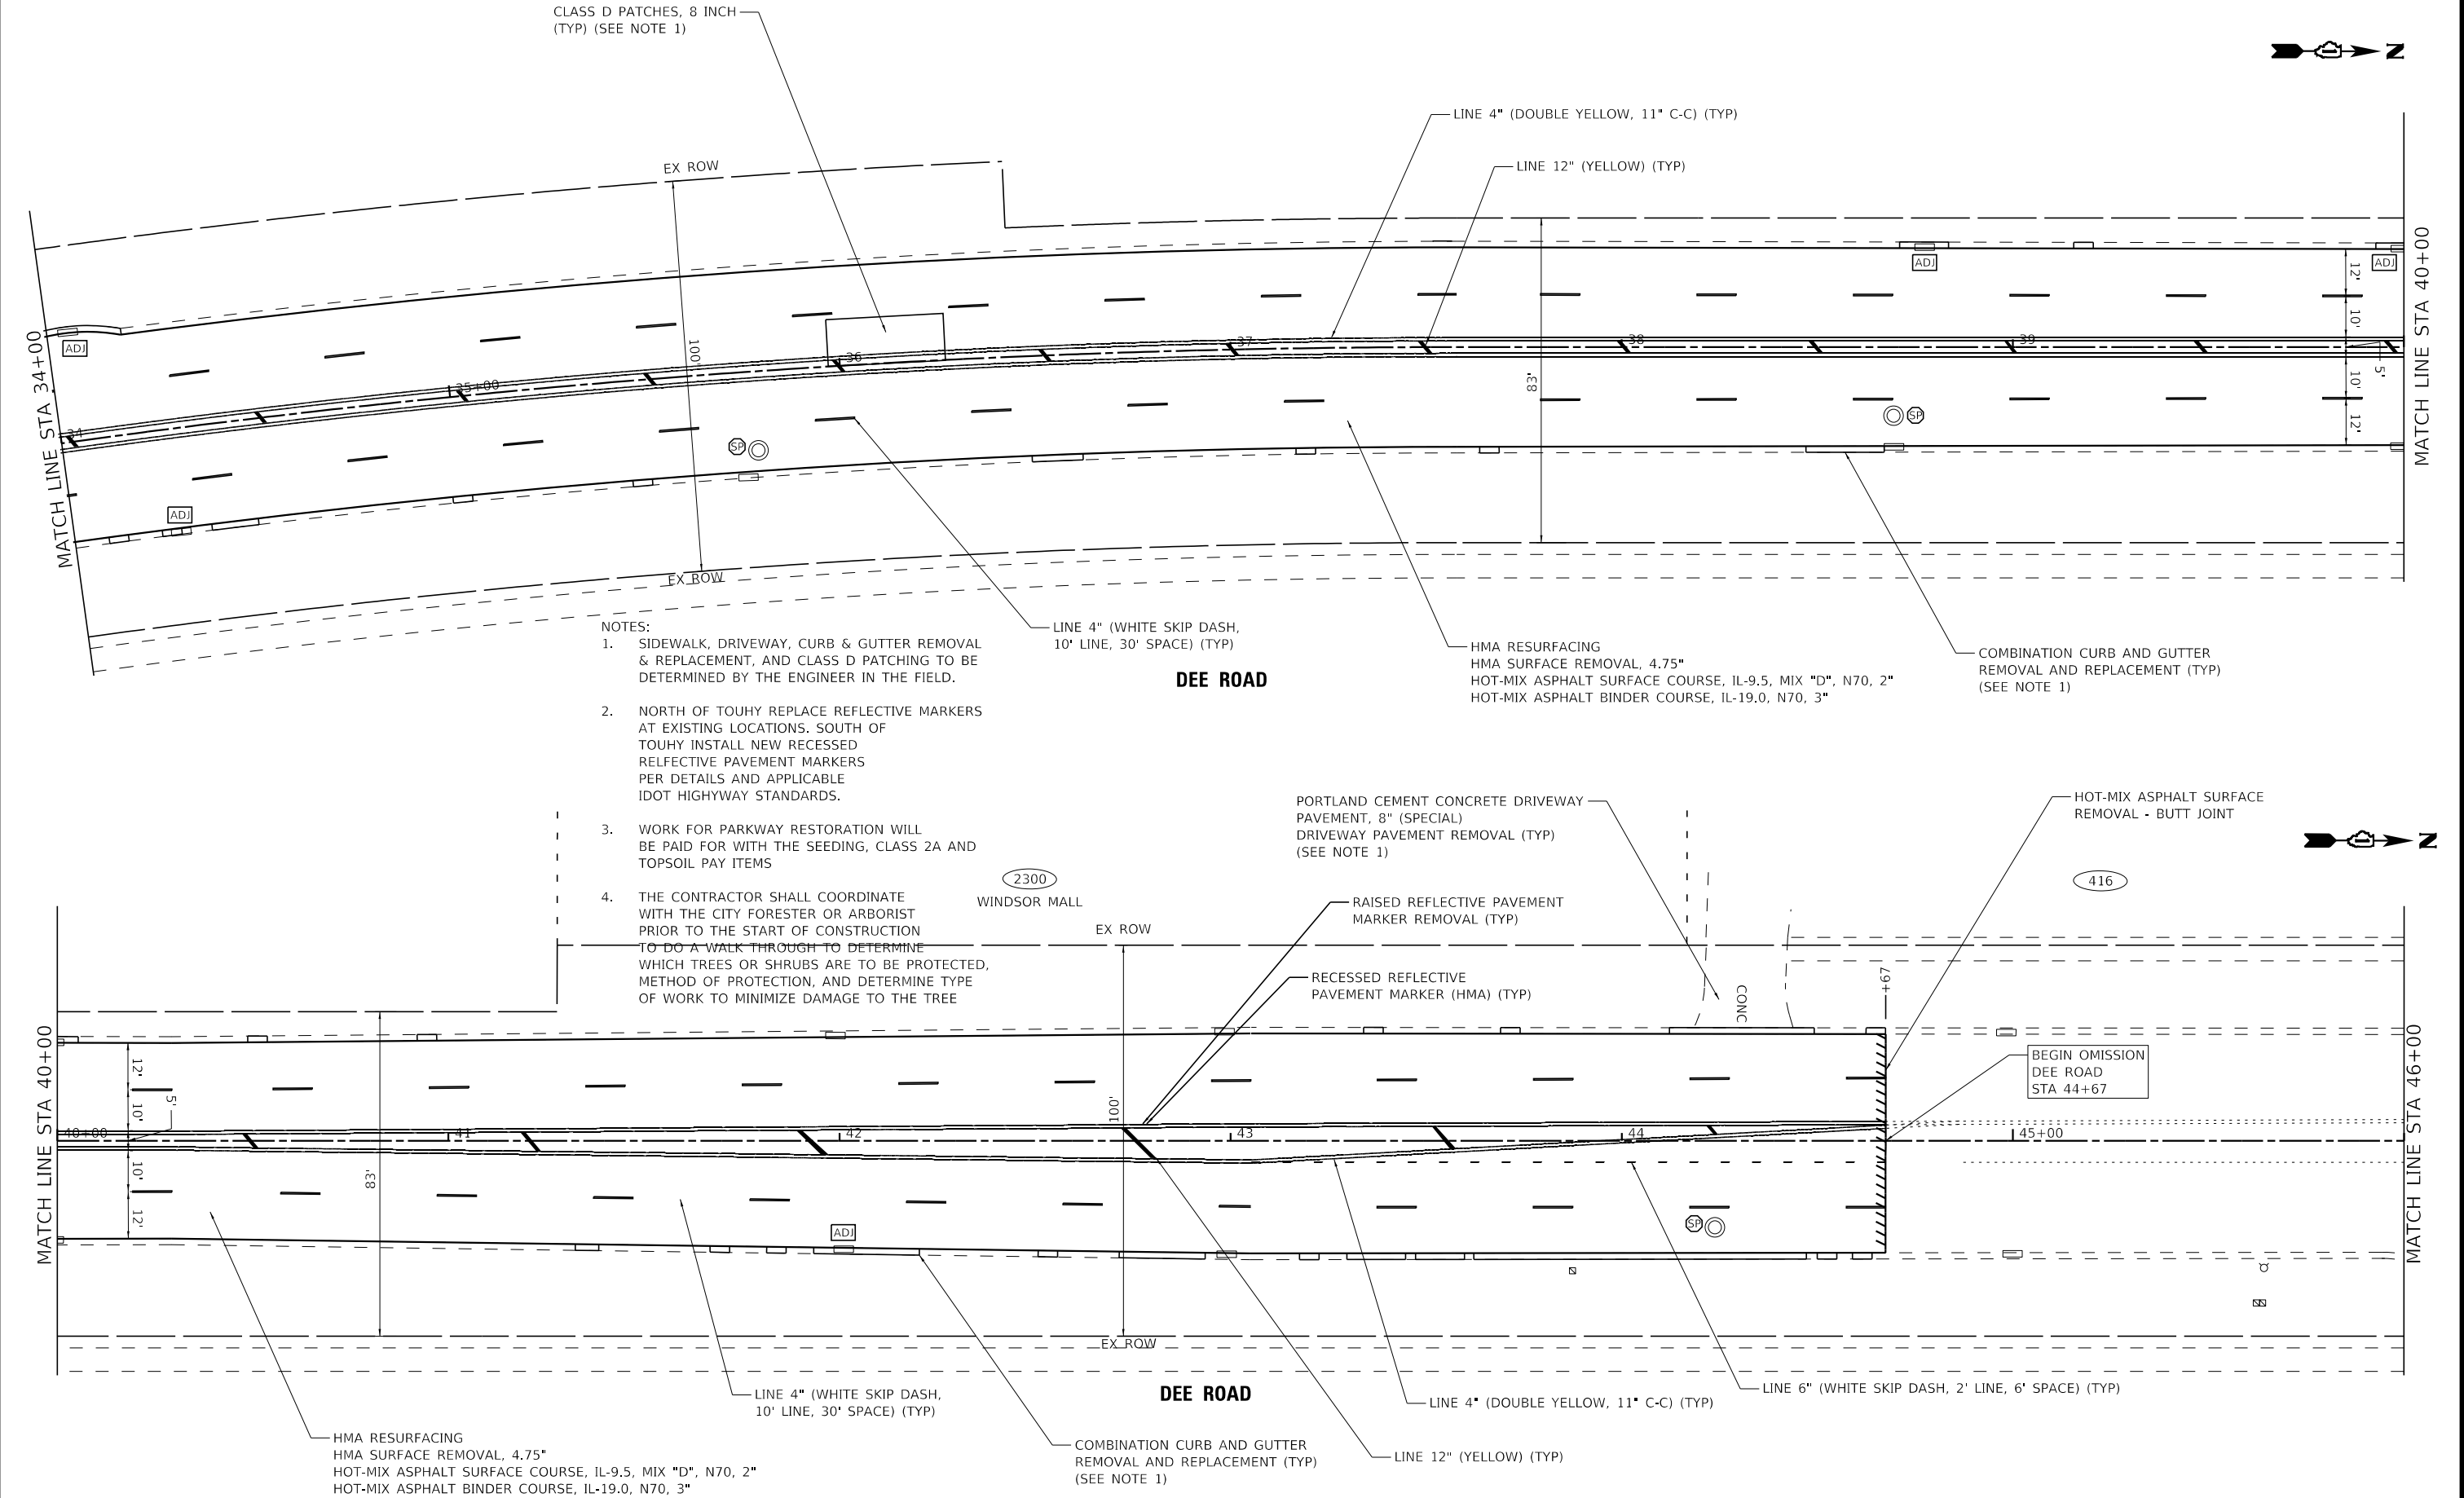 CLASS D PATCHES, 8 INCH
(TYP) (SEE NOTE 1)
N
LINE 4" (DOUBLE YELLOW, 11" C-C) (TYP)
LINE 12" (YELLOW) (TYP)
EX ROW
MATCH LINE STA 34+00
MATCH LINE STA 40+00
ADJ
ADJ
ADJ
ADJ
34
35+00
36
37
38
39
100'
83'
12'
10'
5'
10'
12'
SP
SP
EX ROW
LINE 4" (WHITE SKIP DASH,
10' LINE, 30' SPACE) (TYP)
DEE ROAD
HMA RESURFACING
HMA SURFACE REMOVAL, 4.75"
HOT-MIX ASPHALT SURFACE COURSE, IL-9.5, MIX "D", N70, 2"
HOT-MIX ASPHALT BINDER COURSE, IL-19.0, N70, 3"
COMBINATION CURB AND GUTTER
REMOVAL AND REPLACEMENT (TYP)
(SEE NOTE 1)
NOTES:
1. SIDEWALK, DRIVEWAY, CURB & GUTTER REMOVAL
& REPLACEMENT, AND CLASS D PATCHING TO BE
DETERMINED BY THE ENGINEER IN THE FIELD.
2. NORTH OF TOUHY REPLACE REFLECTIVE MARKERS
AT EXISTING LOCATIONS. SOUTH OF
TOUHY INSTALL NEW RECESSED
RELFECTIVE PAVEMENT MARKERS
PER DETAILS AND APPLICABLE
IDOT HIGHYWAY STANDARDS.
3. WORK FOR PARKWAY RESTORATION WILL
BE PAID FOR WITH THE SEEDING, CLASS 2A AND
TOPSOIL PAY ITEMS
4. THE CONTRACTOR SHALL COORDINATE
WITH THE CITY FORESTER OR ARBORIST
PRIOR TO THE START OF CONSTRUCTION
TO DO A WALK THROUGH TO DETERMINE
WHICH TREES OR SHRUBS ARE TO BE PROTECTED,
METHOD OF PROTECTION, AND DETERMINE TYPE
OF WORK TO MINIMIZE DAMAGE TO THE TREE
2300
WINDSOR MALL
EX ROW
PORTLAND CEMENT CONCRETE DRIVEWAY
PAVEMENT, 8" (SPECIAL)
DRIVEWAY PAVEMENT REMOVAL (TYP)
(SEE NOTE 1)
RAISED REFLECTIVE PAVEMENT
MARKER REMOVAL (TYP)
RECESSED REFLECTIVE
PAVEMENT MARKER (HMA) (TYP)
HOT-MIX ASPHALT SURFACE
REMOVAL - BUTT JOINT
N
416
CONC
+67
BEGIN OMISSION
DEE ROAD
STA 44+67
MATCH LINE STA 40+00
MATCH LINE STA 46+00
12'
10'
5'
10'
12'
83'
100'
40+00
41
42
43
44
45+00
ADJ
SP
EX ROW
DEE ROAD
LINE 4" (WHITE SKIP DASH,
10' LINE, 30' SPACE) (TYP)
LINE 6" (WHITE SKIP DASH, 2' LINE, 6' SPACE) (TYP)
LINE 4" (DOUBLE YELLOW, 11" C-C) (TYP)
LINE 12" (YELLOW) (TYP)
COMBINATION CURB AND GUTTER
REMOVAL AND REPLACEMENT (TYP)
(SEE NOTE 1)
HMA RESURFACING
HMA SURFACE REMOVAL, 4.75"
HOT-MIX ASPHALT SURFACE COURSE, IL-9.5, MIX "D", N70, 2"
HOT-MIX ASPHALT BINDER COURSE, IL-19.0, N70, 3"